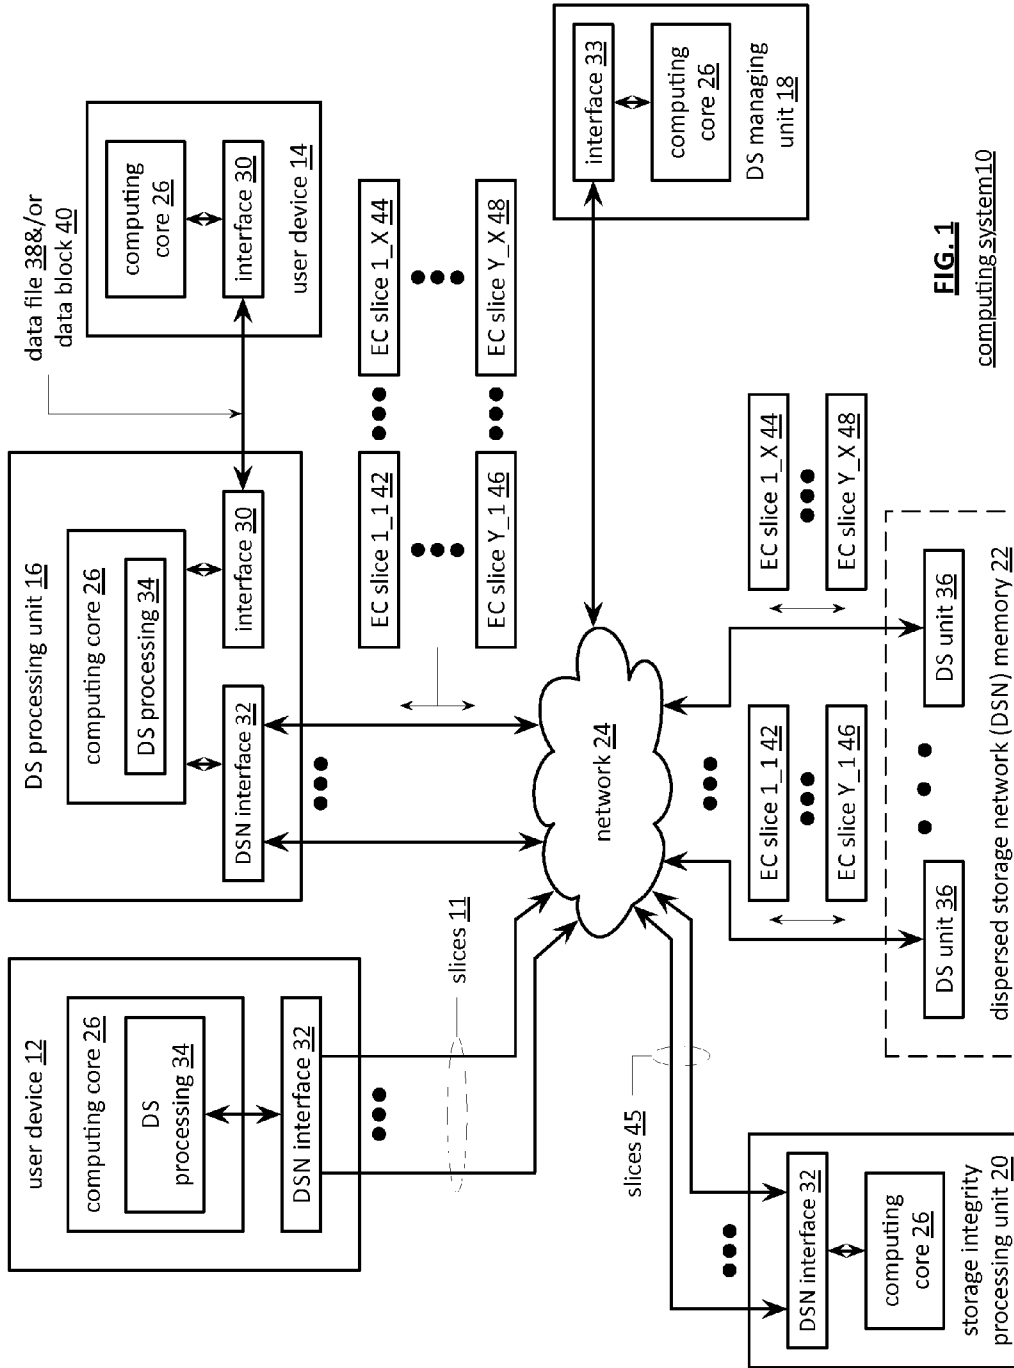 user device 12
computing core 26
DS
processing 34
DSN interface 32
slices 11
DS processing unit 16
computing core 26
DS processing 34
DSN interface 32
interface 30
data file 38&/or
data block 40
computing
core 26
interface 30
user device 14
EC slice 1_1 42
EC slice 1_X 44
EC slice Y_1 46
EC slice Y_X 48
network 24
interface 33
computing
core 26
DS managing
unit 18
slices 45
DSN interface 32
computing
core 26
storage integrity
processing unit 20
EC slice 1_1 42
EC slice 1_X 44
EC slice Y_1 46
EC slice Y_X 48
DS unit 36
DS unit 36
dispersed storage network (DSN) memory 22
FIG. 1
computing system10